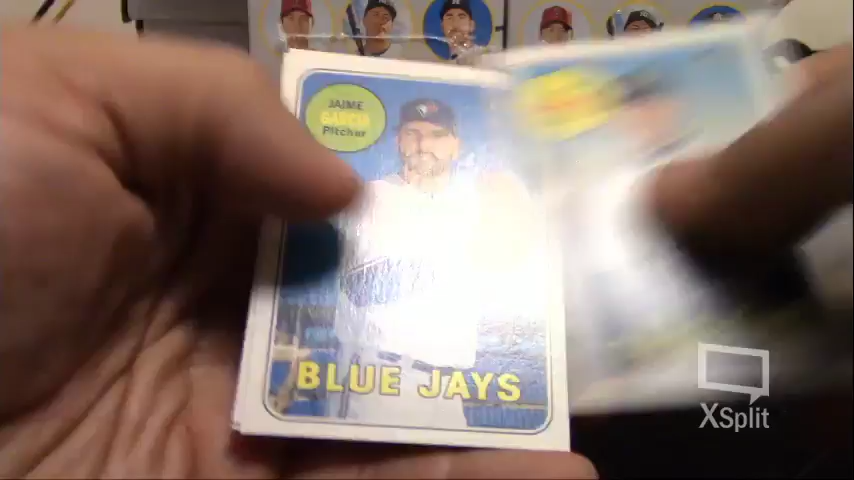 JAIME
GARCIA
Pitcher
BLUE JAYS
XSplit